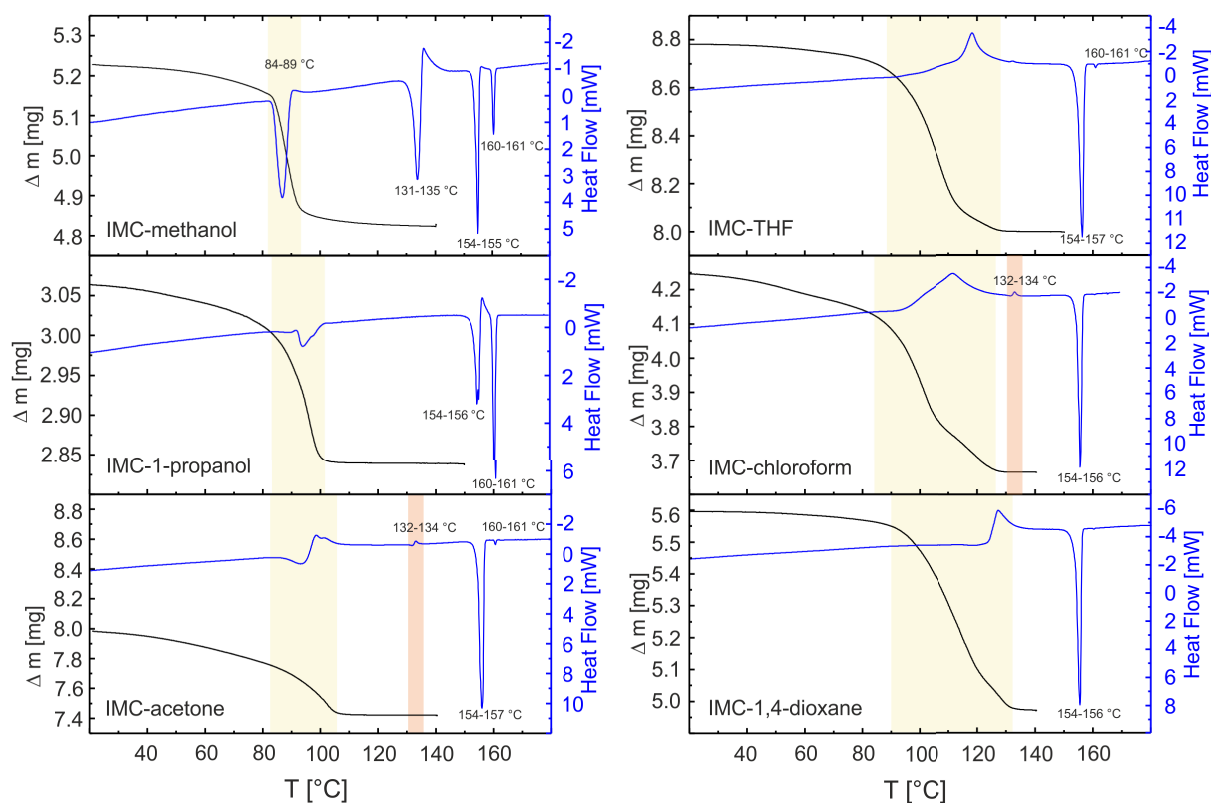 5.3
5.2
5.1
5.0
4.9
4.8
Δ m [mg]
84-89 °C
131-135 °C
154-155 °C
160-161 °C
IMC-methanol
-2
-1
0
1
2
3
4
5
Heat Flow [mW]
3.05
3.00
2.95
2.90
2.85
Δ m [mg]
154-156 °C
160-161 °C
IMC-1-propanol
-2
0
2
4
6
Heat Flow [mW]
8.8
8.6
8.4
8.2
8.0
7.8
7.6
7.4
Δ m [mg]
132-134 °C
160-161 °C
154-157 °C
IMC-acetone
-2
0
2
4
6
8
10
Heat Flow [mW]
40
60
80
100
120
140
160
T [°C]
8.8
8.6
8.4
8.2
8.0
Δ m [mg]
160-161 °C
154-157 °C
IMC-THF
-4
-2
0
2
4
6
8
10
11
12
Heat Flow [mW]
4.2
4.1
4.0
3.9
3.8
3.7
Δ m [mg]
132-134 °C
154-156 °C
IMC-chloroform
-4
-2
0
2
4
6
8
10
12
Heat Flow [mW]
5.6
5.5
5.4
5.3
5.2
5.1
5.0
Δ m [mg]
154-156 °C
IMC-1,4-dioxane
-6
-4
-2
0
2
4
6
8
Heat Flow [mW]
40
60
80
100
120
140
160
T [°C]